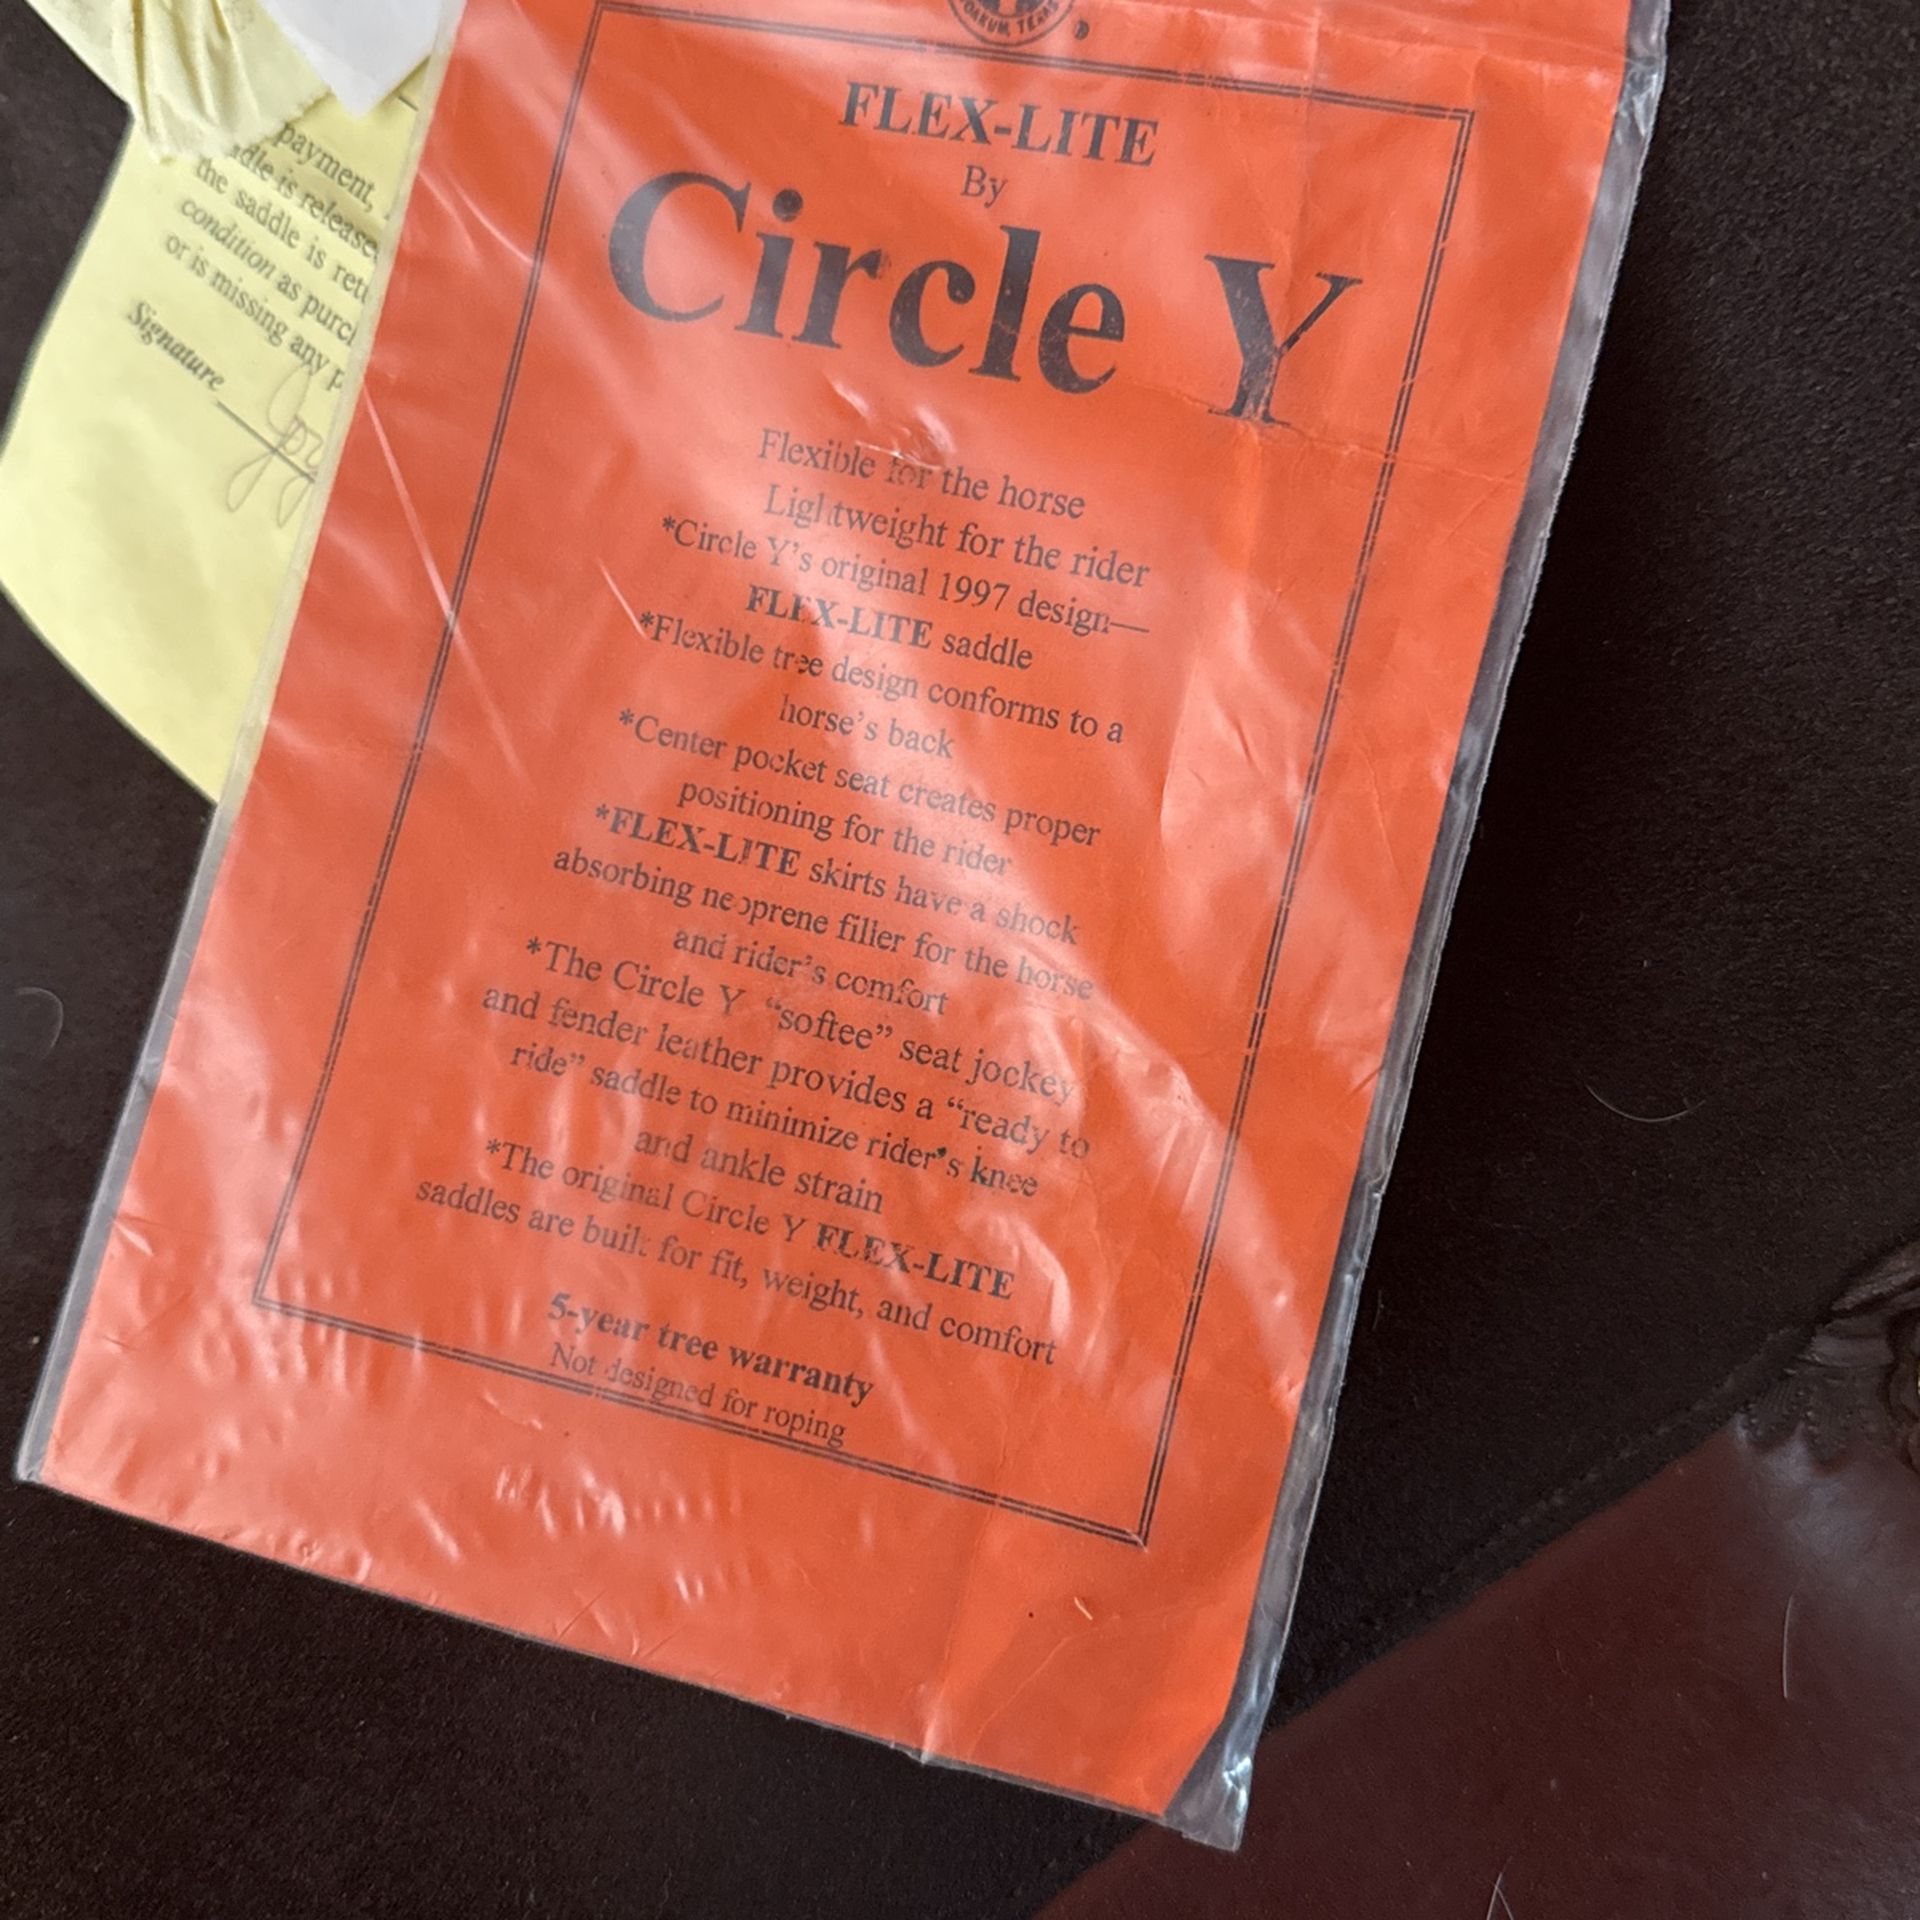 YOAKUM, TEXAS ®
FLEX-LITE
By
Circle Y
Flexible for the horse
Lightweight for the rider
*Circle Y's original 1997 design—
FLEX-LITE saddle
*Flexible tree design conforms to a
horse's back
*Center pocket seat creates proper
positioning for the rider
*FLEX-LITE skirts have a shock
absorbing neoprene filler for the horse
and rider's comfort
*The Circle Y "softee" seat jockey
and fender leather provides a "ready to
ride" saddle to minimize rider's knee
and ankle strain
*The original Circle Y FLEX-LITE
saddles are built for fit, weight, and comfort
5-year tree warranty
Not designed for roping
payment,
is release
the saddle is
condition as
or is missing any
Signature